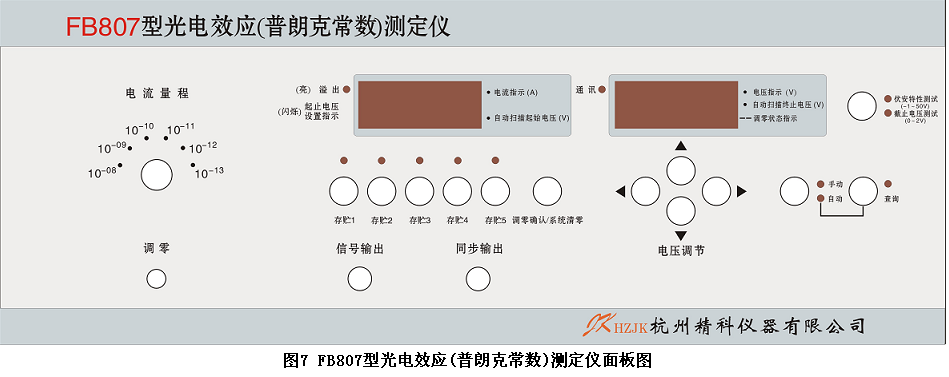 FB807型光电效应(普朗克常数)测定仪
电流量程
10-10
10-11
10-09
10-12
10-08
10-13
调零
(亮) 溢出
(闪烁) 起止电压
设置指示
电流指示(A)
自动扫描起始电压(V)
通讯
电压指示 (V)
自动扫描终止电压(V)
调零状态指示
伏安特性测试
(-1~50V)
截止电压测试
(0~2V)
存贮1
存贮2
存贮3
存贮4
存贮5
调零确认/系统清零
信号输出
同步输出
电压调节
手动
自动
查询
HZJK 杭州精科仪器有限公司
图7 FB807型光电效应(普朗克常数)测定仪面板图